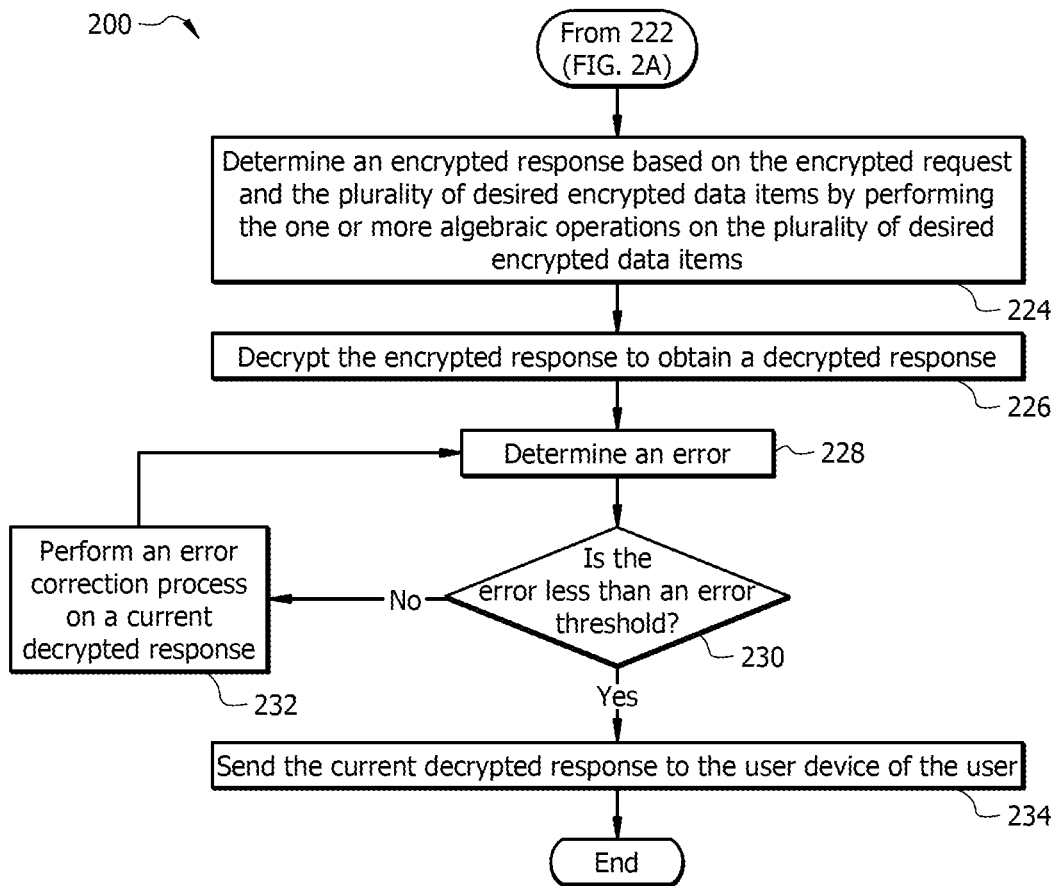 200
From 222
(FIG. 2A)
Determine an encrypted response based on the encrypted request
and the plurality of desired encrypted data items by performing
the one or more algebraic operations on the plurality of desired
encrypted data items
224
Decrypt the encrypted response to obtain a decrypted response
226
Determine an error
228
Is the
error less than an error
threshold?
230
No
Perform an error
correction process
on a current
decrypted response
232
Yes
Send the current decrypted response to the user device of the user
234
End